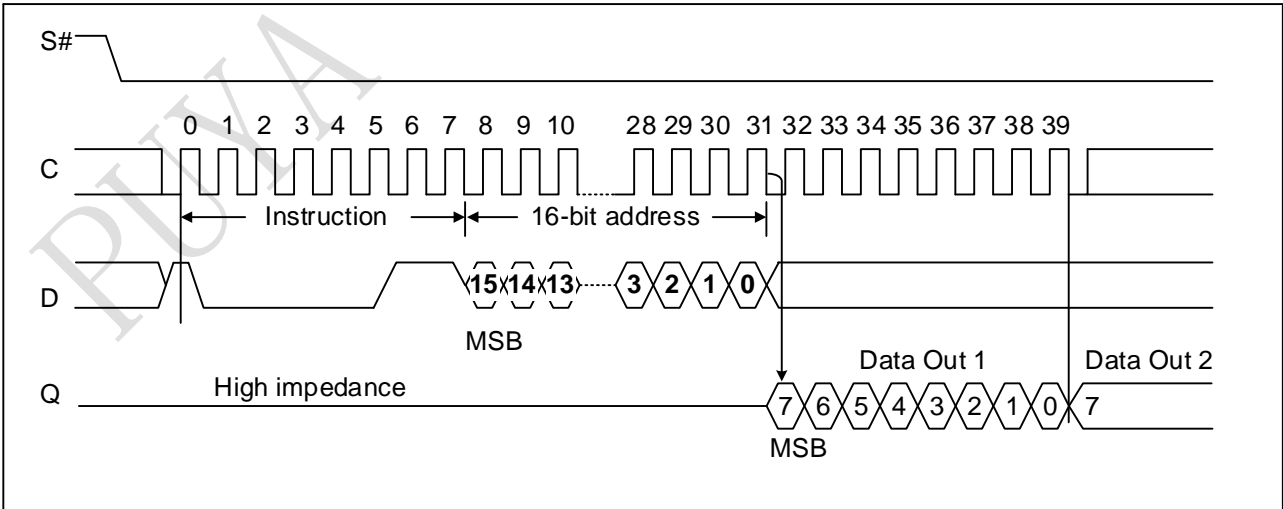 PUYA
S#
0 1 2 3 4 5 6 7 8 9 10 28 29 30 31 32 33 34 35 36 37 38 39
C
Instruction 16-bit address
D 15 14 13 3 2 1 0
MSB
Data Out 1 Data Out 2
High impedance
Q 7 6 5 4 3 2 1 0 7
MSB